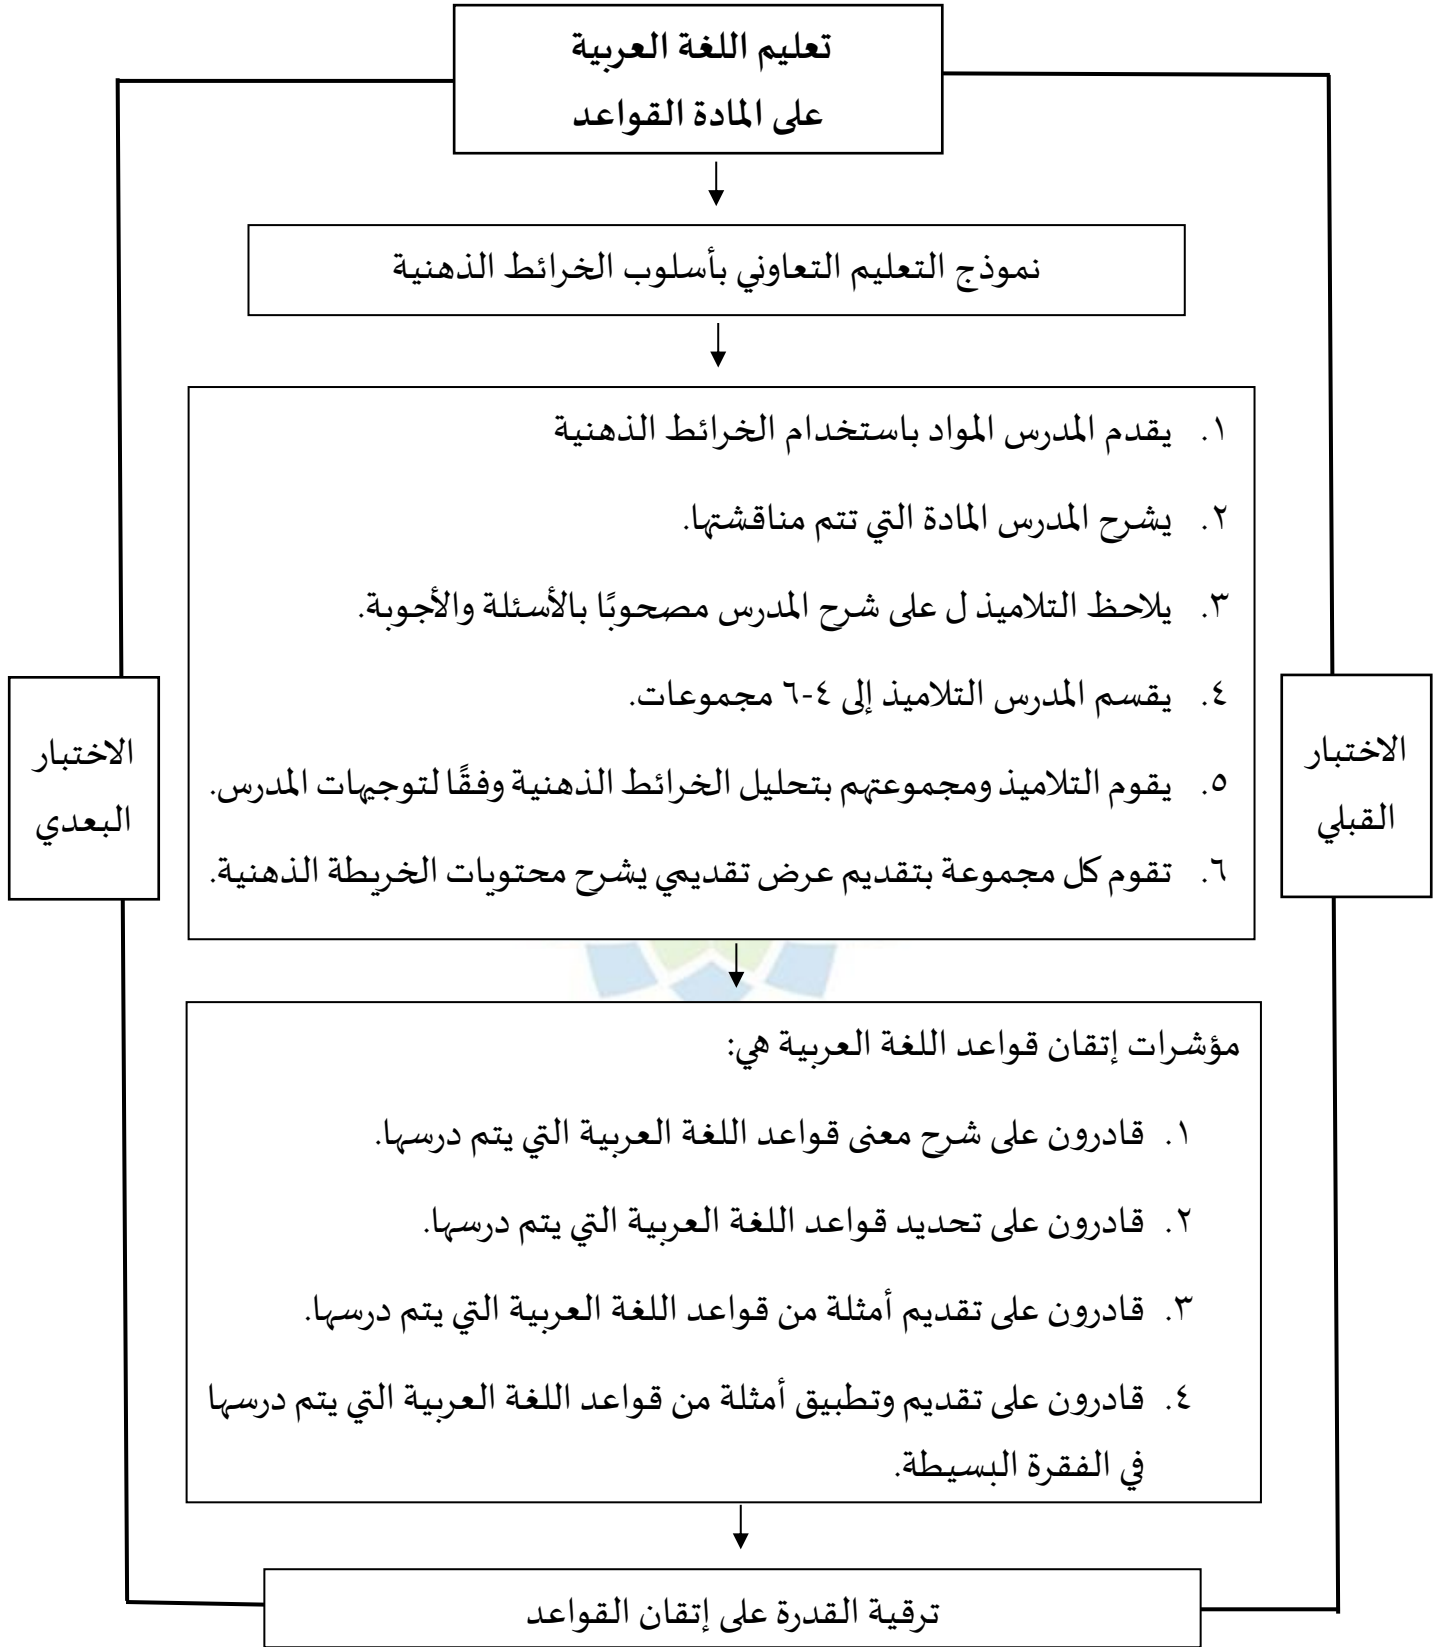 تعليم اللغة العربية
على المادة القواعد
نموذج التعليم التعاوني بأسلوب الخرائط الذهنية
١. يقدم المدرس المواد باستخدام الخرائط الذهنية
٢. يشرح المدرس المادة التي تتم مناقشتها.
٣. يلاحظ التلاميذ ل على شرح المدرس مصحوبًا بالأسئلة والأجوبة.
٤. يقسم المدرس التلاميذ إلى ٤-٦ مجموعات.
٥. يقوم التلاميذ ومجموعتهم بتحليل الخرائط الذهنية وفقًا لتوجيهات المدرس.
٦. تقوم كل مجموعة بتقديم عرض تقديمي يشرح محتويات الخريطة الذهنية.
الاختبار
القبلي
الاختبار
البعدي
مؤشرات إتقان قواعد اللغة العربية هي:
١. قادرون على شرح معنى قواعد اللغة العربية التي يتم درسها.
٢. قادرون على تحديد قواعد اللغة العربية التي يتم درسها.
٣. قادرون على تقديم أمثلة من قواعد اللغة العربية التي يتم درسها.
٤. قادرون على تقديم وتطبيق أمثلة من قواعد اللغة العربية التي يتم درسها
في الفقرة البسيطة.
ترقية القدرة على إتقان القواعد